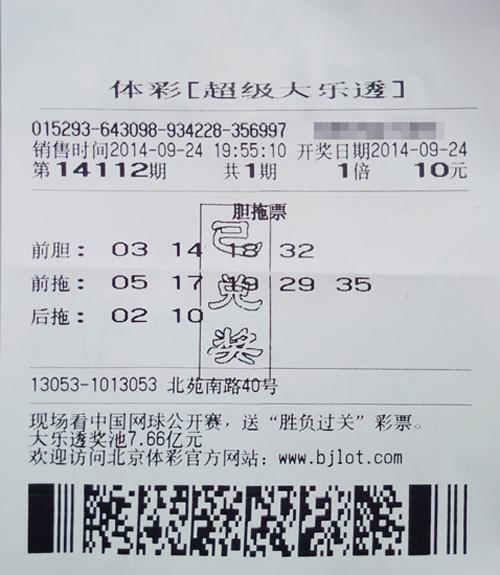 体彩[超级大乐透]
015293-643098-934228-356997
销售时间2014-09-24 19:55:10 开奖日期2014-09-24
第14112期 共1期 1倍 10元
胆拖票
前胆: 03 14 18 32
前拖: 05 17 19 29 35
后拖: 02 10
已兑奖
13053-1013053 北苑南路40号
现场看中国网球公开赛，送“胜负过关”彩票。
大乐透奖池7.66亿元
欢迎访问北京体彩官方网站：www.bjlot.com